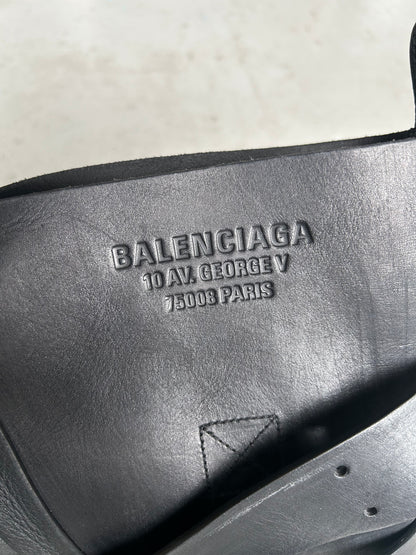 BALENCIAGA
10 AV. GEORGE V
75008 PARIS